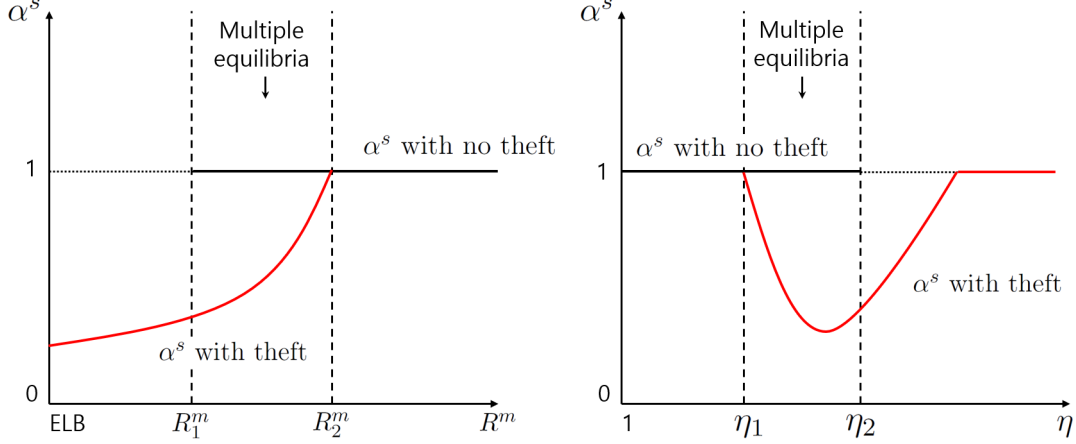 α^s
Multiple
equilibria
α^s with no theft
1
α^s with theft
0
ELB
R_1^m
R_2^m
R^m
α^s
Multiple
equilibria
α^s with no theft
1
α^s with theft
0
1
η_1
η_2
η